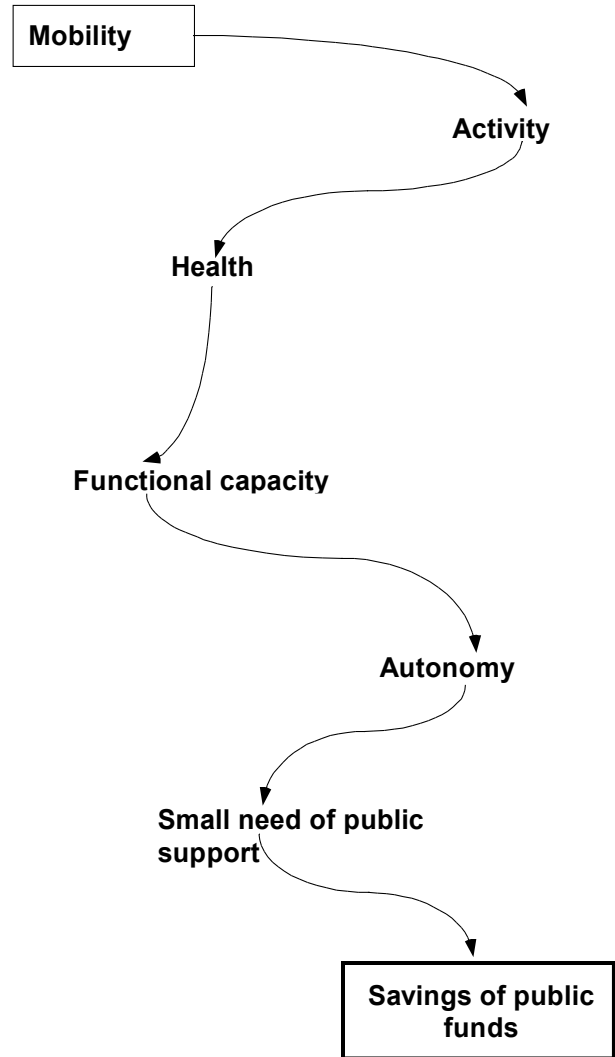 Mobility
Activity
Health
Functional capacity
Autonomy
Small need of public
support
Savings of public
funds